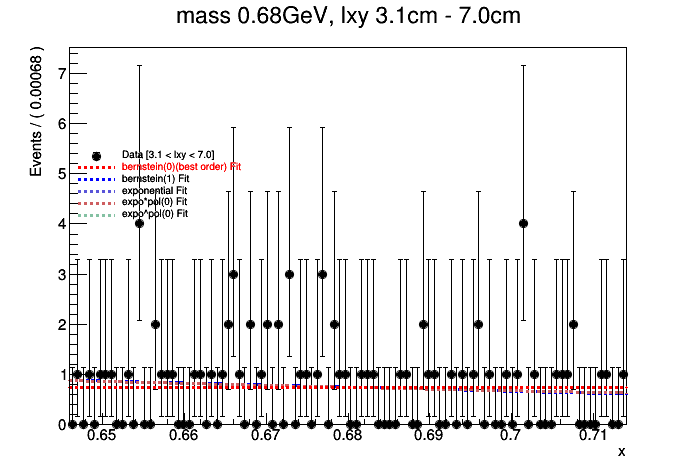 mass 0.68GeV, lxy 3.1cm - 7.0cm
Events / ( 0.00068 )
7
6
5
4
3
2
1
0
Data [3.1 < lxy < 7.0]
bernstein(0)(best order) Fit
bernstein(1) Fit
exponential Fit
expo*pol(0) Fit
expo^pol(0) Fit
0.65 0.66 0.67 0.68 0.69 0.7 0.71
x